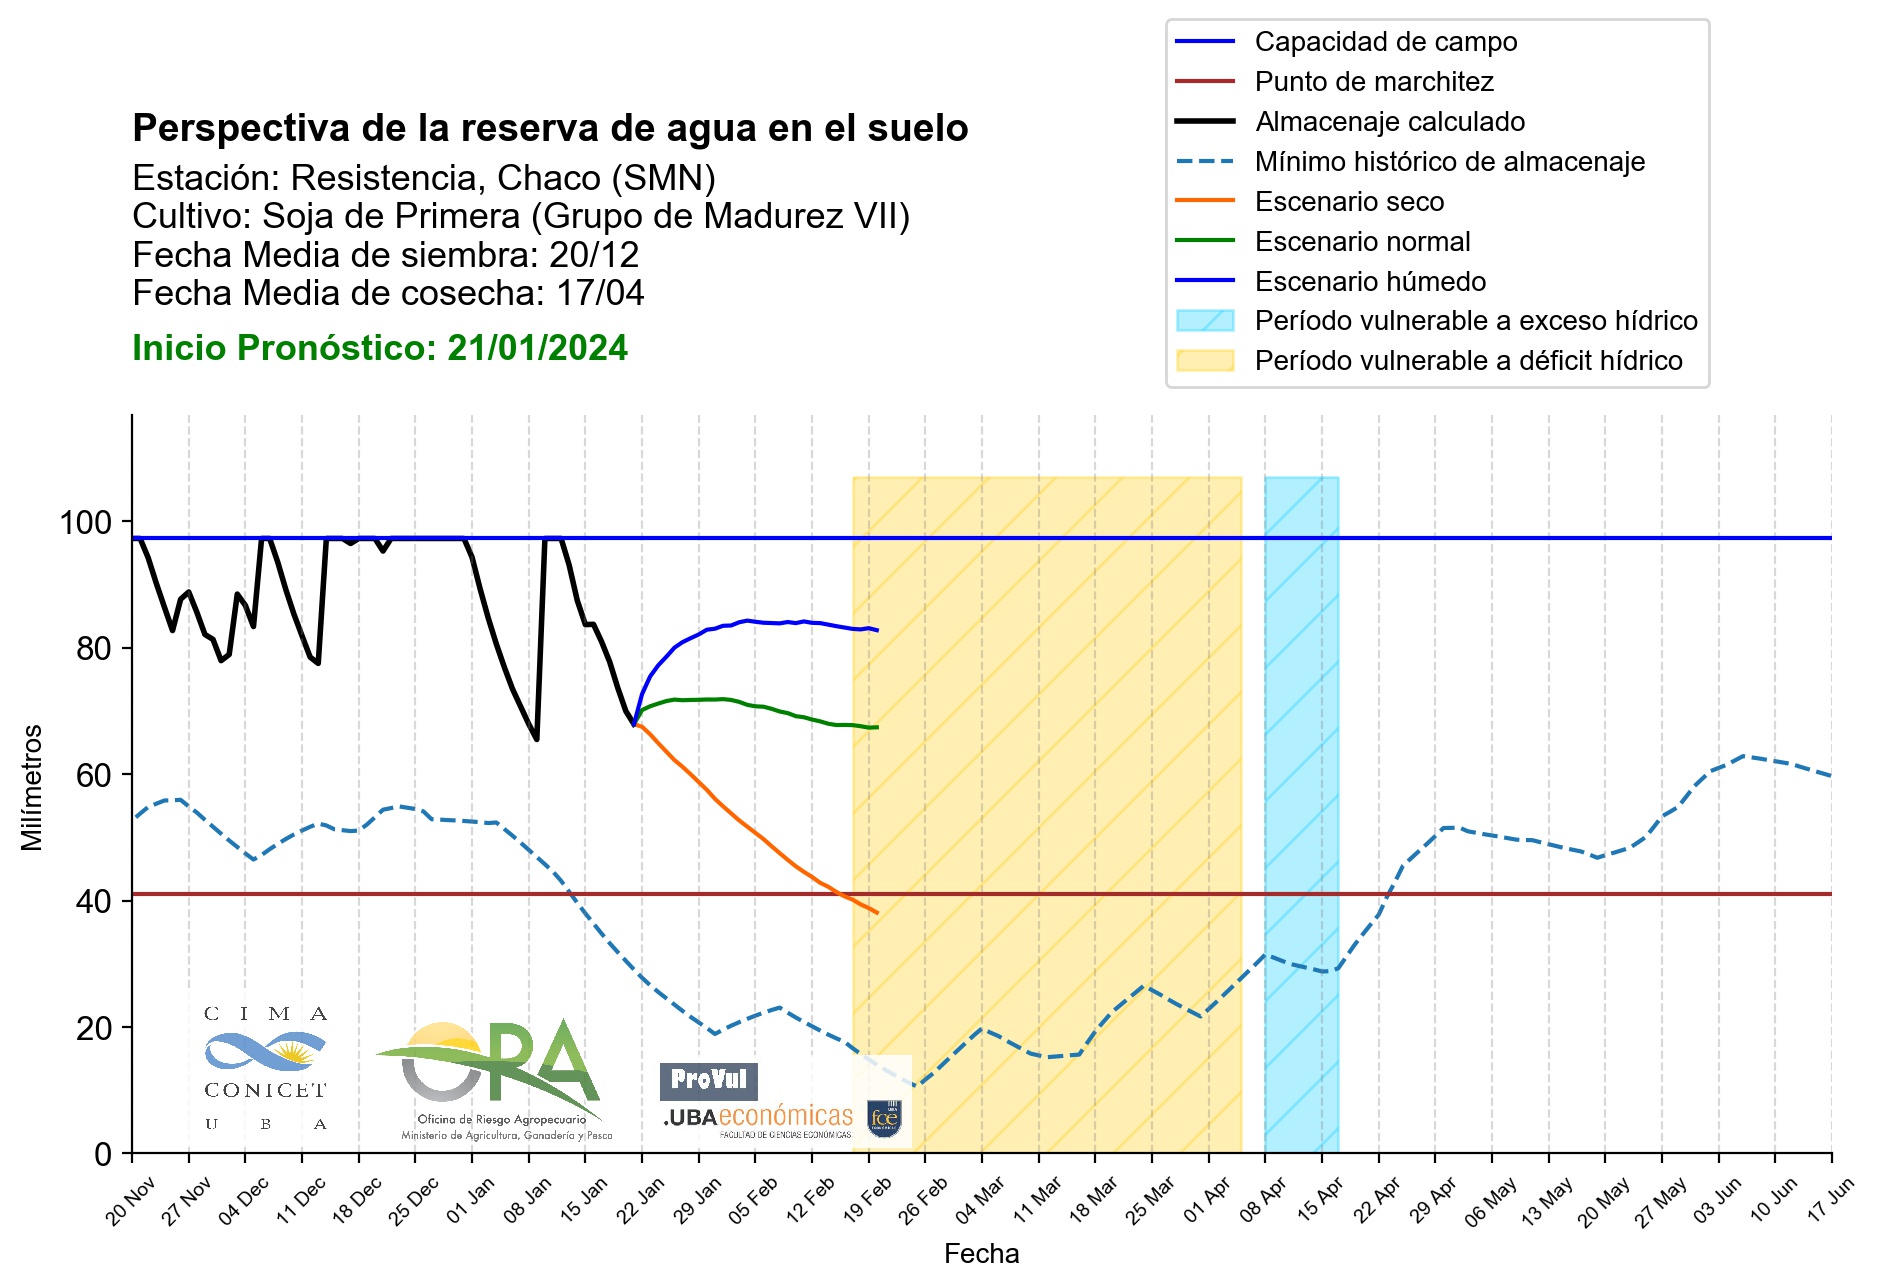 Capacidad de campo
Punto de marchitez
Almacenaje calculado
Mínimo histórico de almacenaje
Escenario seco
Escenario normal
Escenario húmedo
Período vulnerable a exceso hídrico
Período vulnerable a déficit hídrico
Perspectiva de la reserva de agua en el suelo
Estación: Resistencia, Chaco (SMN)
Cultivo: Soja de Primera (Grupo de Madurez VII)
Fecha Media de siembra: 20/12
Fecha Media de cosecha: 17/04
Inicio Pronóstico: 21/01/2024
Milímetros
100
80
60
40
20
0
CIMA
CONICET
UBA
ORA
Oficina de Riesgo Agropecuario
Ministerio de Agricultura, Ganadería y Pesca
ProVul
.UBAeconómicas
FACULTAD DE CIENCIAS ECONÓMICAS
fce
20 Nov
27 Nov
04 Dec
11 Dec
18 Dec
25 Dec
01 Jan
08 Jan
15 Jan
22 Jan
29 Jan
05 Feb
12 Feb
19 Feb
26 Feb
04 Mar
11 Mar
18 Mar
25 Mar
01 Apr
08 Apr
15 Apr
22 Apr
29 Apr
06 May
13 May
20 May
27 May
03 Jun
10 Jun
17 Jun
Fecha